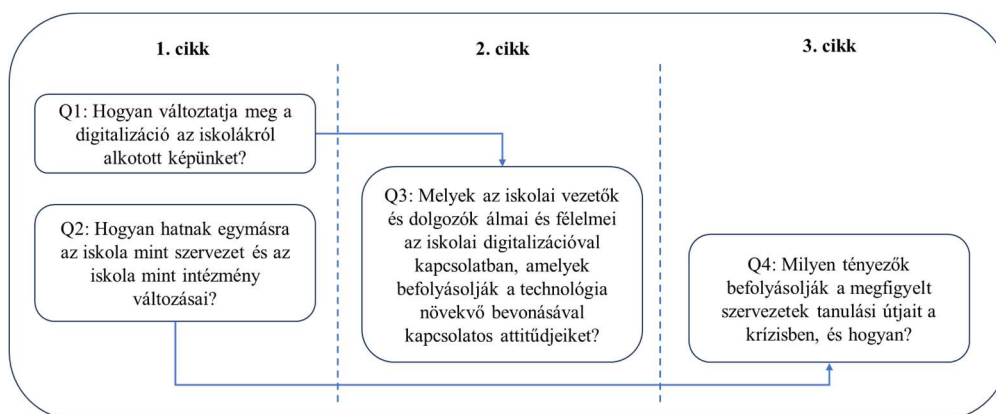 1. cikk
2. cikk
3. cikk
Q1: Hogyan változtatja meg a
digitalizáció az iskolákról
alkotott képünket?
Q2: Hogyan hatnak egymásra
az iskola mint szervezet és az
iskola mint intézmény
változásai?
Q3: Melyek az iskolai vezetők
és dolgozók álmai és félelmei
az iskolai digitalizációval
kapcsolatban, amelyek
befolyásolják a technológia
növekvő bevonásával
kapcsolatos attitűdjeiket?
Q4: Milyen tényezők
befolyásolják a megfigyelt
szervezetek tanulási útjait a
krízisben, és hogyan?